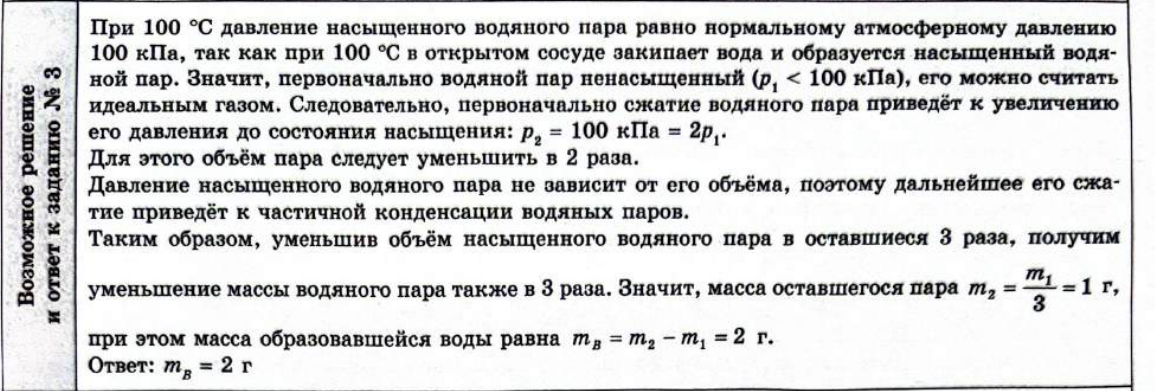 Возможное решение
и ответ к заданию № 3
При 100 °С давление насыщенного водяного пара равно нормальному атмосферному давлению
100 кПа, так как при 100 °С в открытом сосуде закипает вода и образуется насыщенный водя-
ной пар. Значит, первоначально водяной пар ненасыщенный (p₁ < 100 кПа), его можно считать
идеальным газом. Следовательно, первоначально сжатие водяного пара приведёт к увеличению
его давления до состояния насыщения: p₂ = 100 кПа = 2p₁.
Для этого объём пара следует уменьшить в 2 раза.
Давление насыщенного водяного пара не зависит от его объёма, поэтому дальнейшее его сжа-
тие приведёт к частичной конденсации водяных паров.
Таким образом, уменьшив объём насыщенного водяного пара в оставшиеся 3 раза, получим
уменьшение массы водяного пара также в 3 раза. Значит, масса оставшегося пара m₂ = m₁/3 = 1 г,
при этом масса образовавшейся воды равна m_в = m₂ − m₁ = 2 г.
Ответ: m_в = 2 г